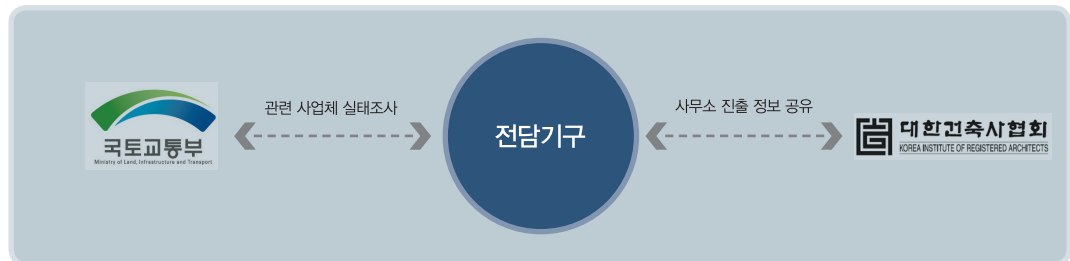 관련 사업체 실태조사
사무소 진출 정보 공유
국토교통부
Ministry of Land, Infrastructure and Transport
전담기구
대한건축사협회
KOREA INSTITUTE OF REGISTERED ARCHITECTS